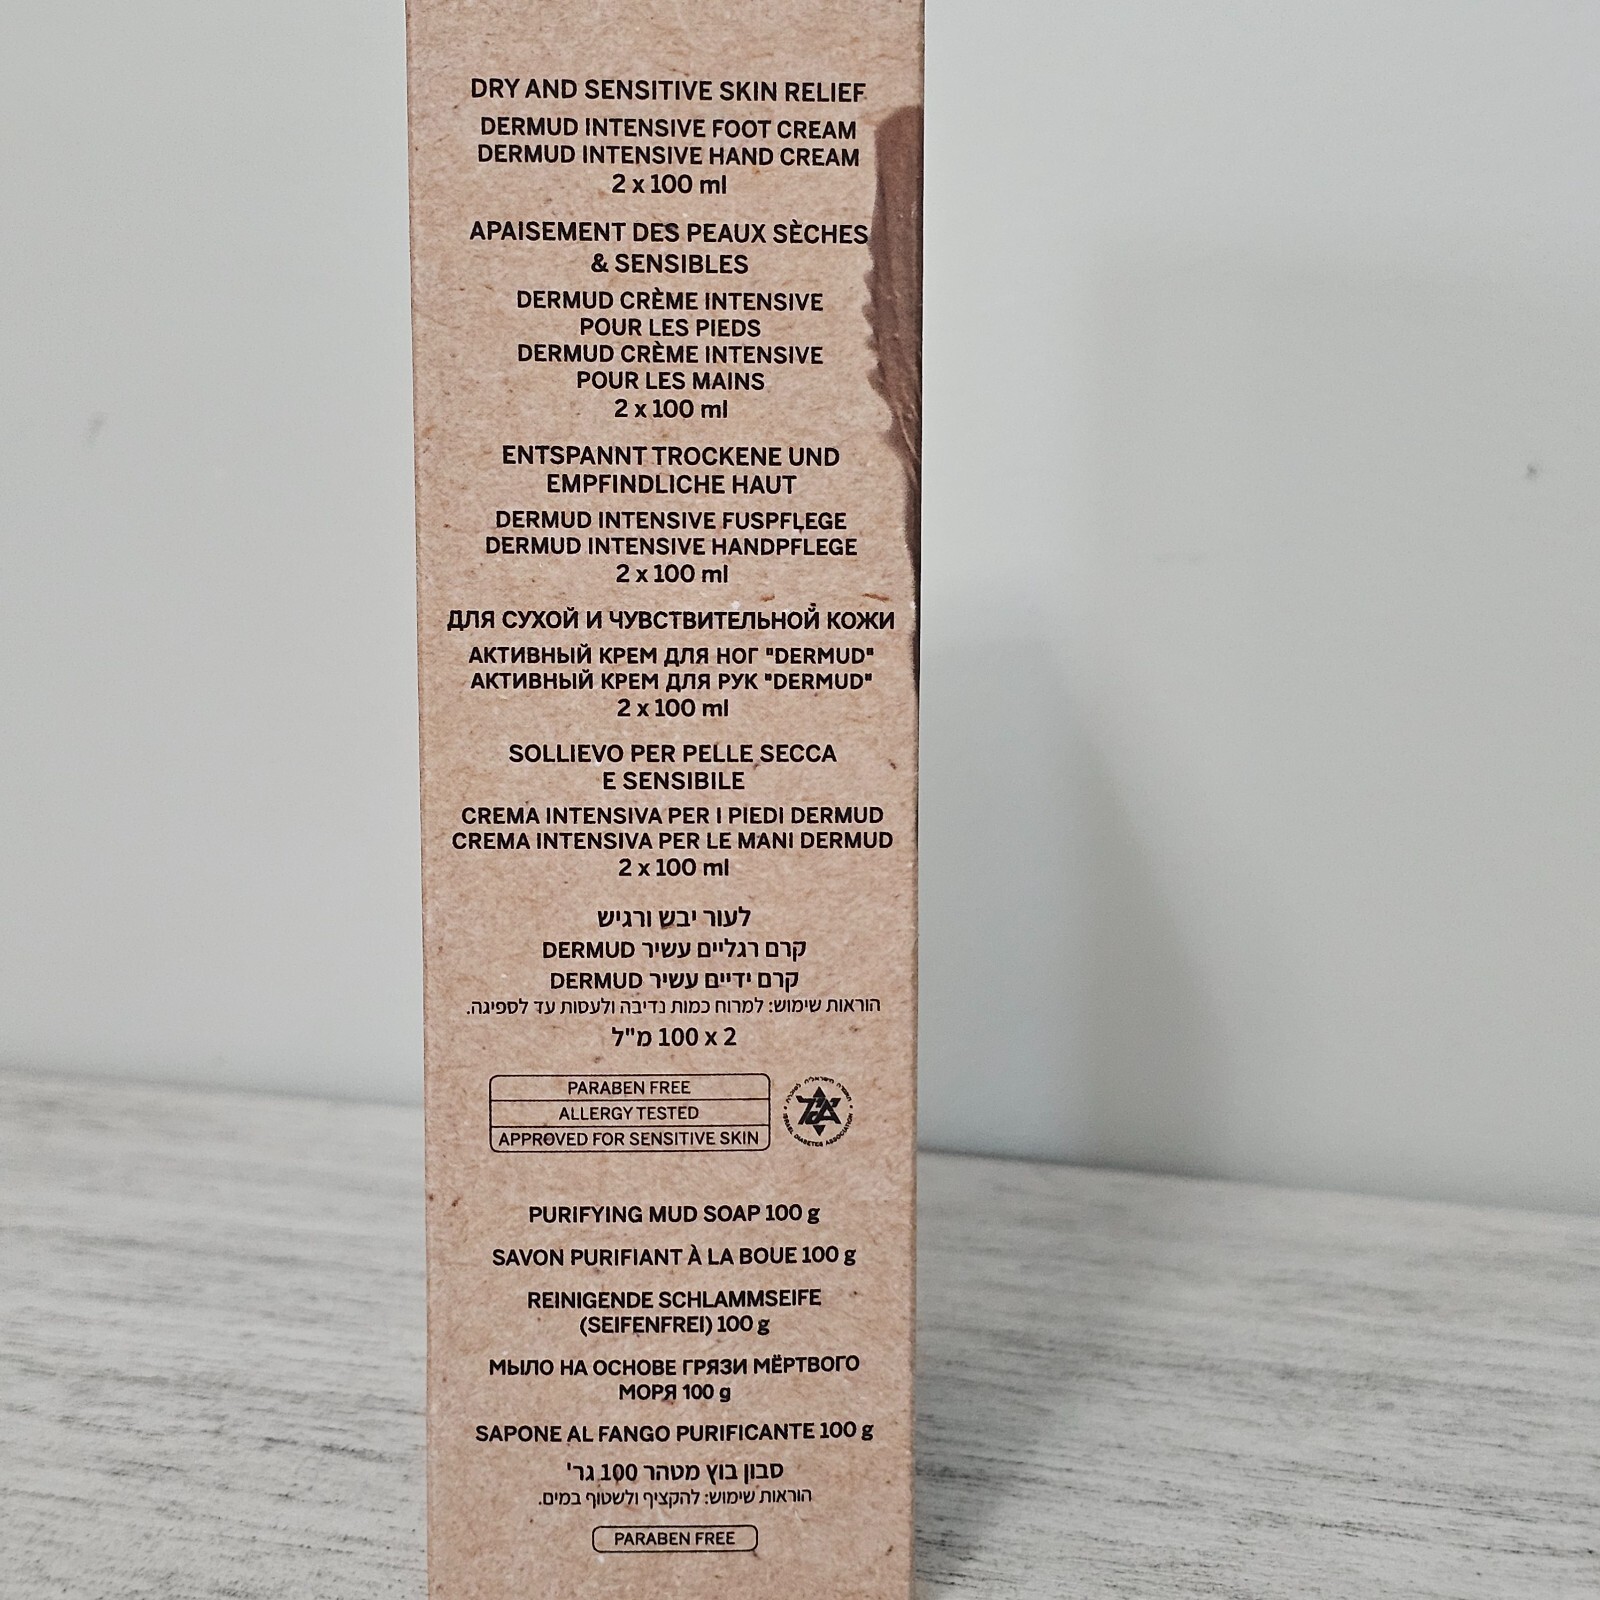 DRY AND SENSITIVE SKIN RELIEF
DERMUD INTENSIVE FOOT CREAM
DERMUD INTENSIVE HAND CREAM
2 x 100 ml
APAISEMENT DES PEAUX SÈCHES
& SENSIBLES
DERMUD CRÈME INTENSIVE
POUR LES PIEDS
DERMUD CRÈME INTENSIVE
POUR LES MAINS
2 x 100 ml
ENTSPANNT TROCKENE UND
EMPFINDLICHE HAUT
DERMUD INTENSIVE FUSPFLEGE
DERMUD INTENSIVE HANDPFLEGE
2 x 100 ml
ДЛЯ СУХОЙ И ЧУВСТВИТЕЛЬНОЙ КОЖИ
АКТИВНЫЙ КРЕМ ДЛЯ НОГ "DERMUD"
АКТИВНЫЙ КРЕМ ДЛЯ РУК "DERMUD"
2 x 100 ml
SOLLIEVO PER PELLE SECCA
E SENSIBILE
CREMA INTENSIVA PER I PIEDI DERMUD
CREMA INTENSIVA PER LE MANI DERMUD
2 x 100 ml
לעור יבש ורגיש
קרם רגליים עשיר DERMUD
קרם ידיים עשיר DERMUD
הוראות שימוש: למרוח כמות נדיבה ולעסות עד לספיגה.
2 x 100 מ"ל
PARABEN FREE
ALLERGY TESTED
APPROVED FOR SENSITIVE SKIN
ISRAEL DIABETES ASSOCIATION
PURIFYING MUD SOAP 100 g
SAVON PURIFIANT À LA BOUE 100 g
REINIGENDE SCHLAMMSEIFE
(SEIFENFREI) 100 g
МЫЛО НА ОСНОВЕ ГРЯЗИ МЁРТВОГО
МОРЯ 100 g
SAPONE AL FANGO PURIFICANTE 100 g
סבון בוץ מטהר 100 גר'
הוראות שימוש: להקציף ולשטוף במים.
PARABEN FREE